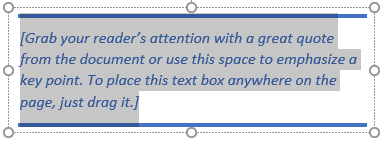 [Grab your reader’s attention with a great quote
from the document or use this space to emphasize a
key point. To place this text box anywhere on the
page, just drag it.]